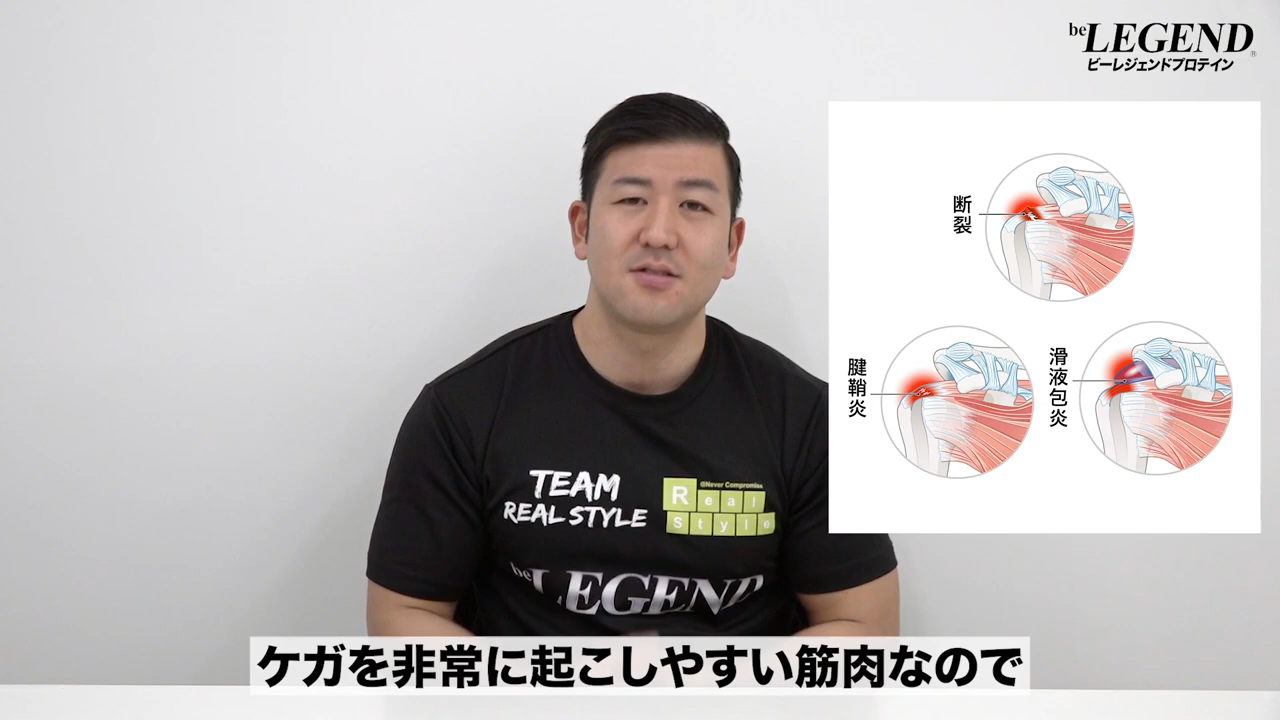 be LEGEND®
ビーレジェンドプロテイン
断裂
腱鞘炎
滑液包炎
TEAM
REAL STYLE
@Never Compromise
Real
Style
be LEGEND
ケガを非常に起こしやすい筋肉なので